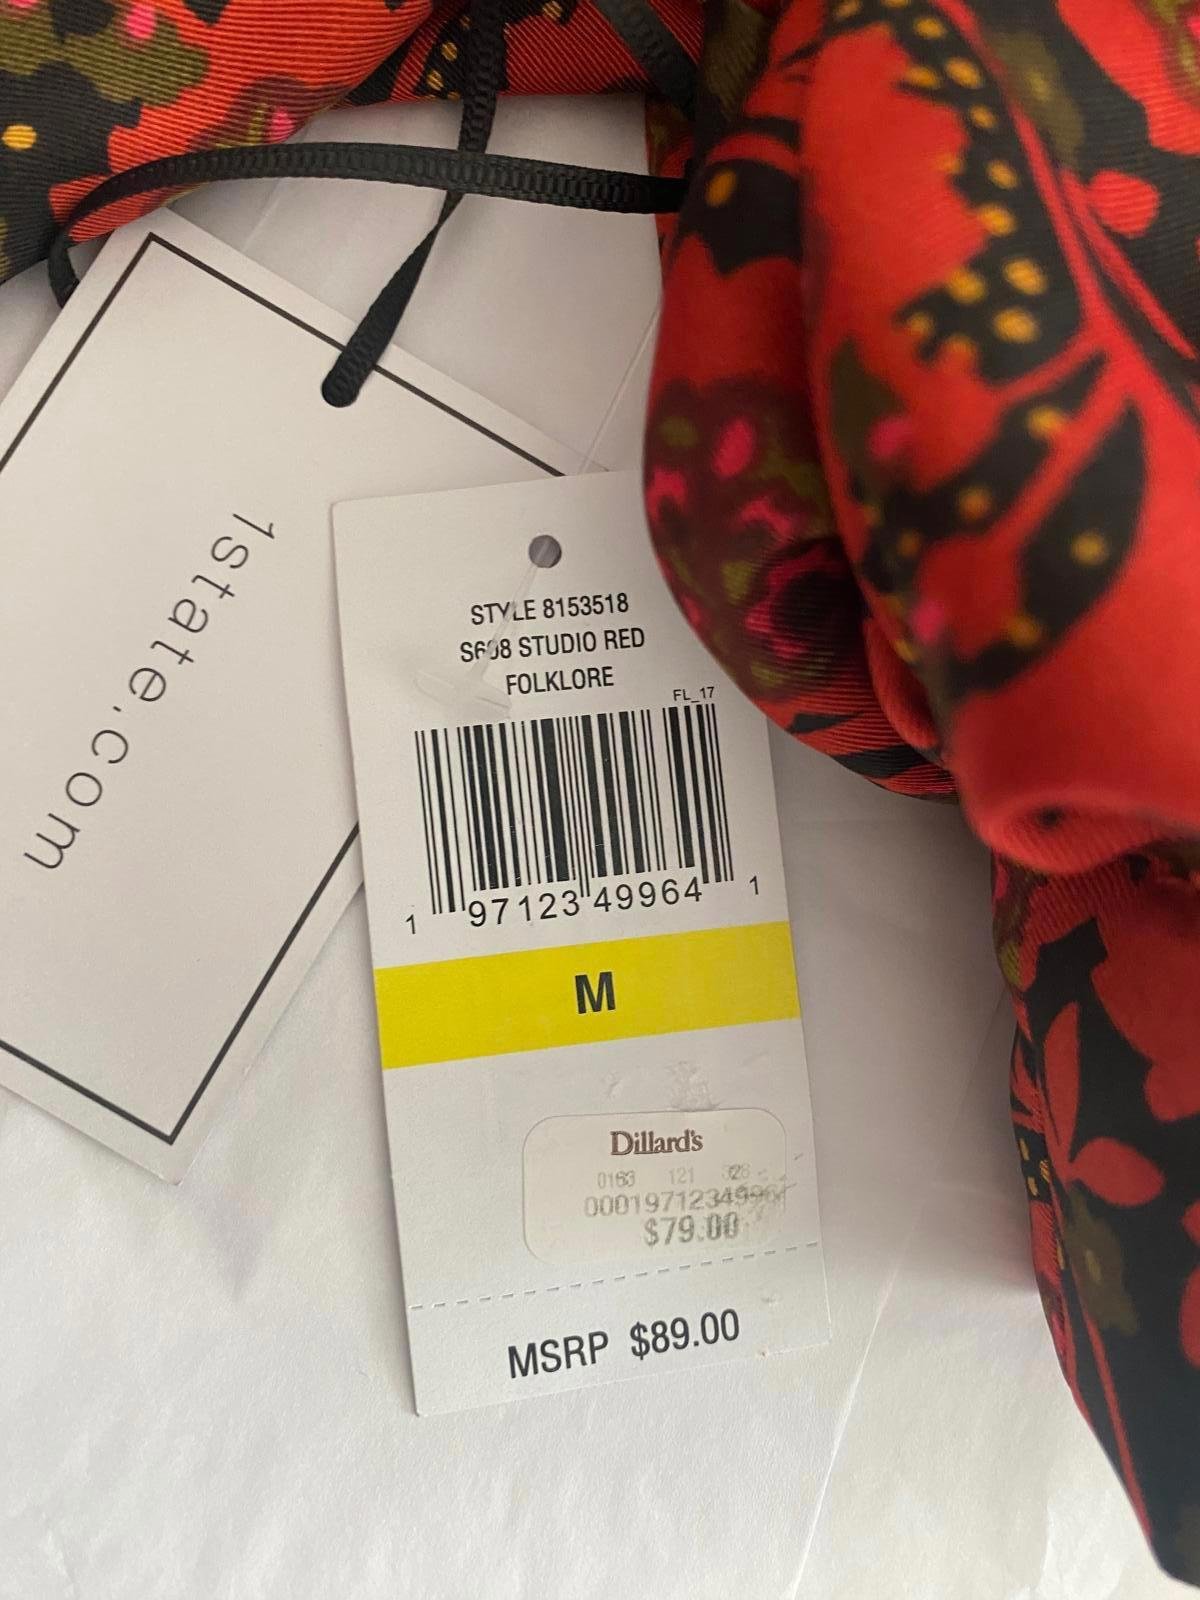 1state.com
STYLE 8153518
S608 STUDIO RED
FOLKLORE
FL_17
1 97123 49964 1
M
Dillard's
0163 121 328
$79.00
MSRP $89.00